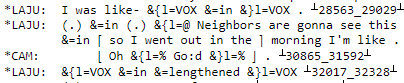 *LAJU: I was like- &{l=VOX &=in &}l=VOX . ┴28563_29029┴
*LAJU: (.) &=in (.) &{l=@ Neighbors are gonna see this
&=in ⌈ so I went out in the ⌉ morning I'm like .
*CAM: ⌊ Oh &{l=% Go:d &}l=% ⌋ . ┴30865_31592┴
*LAJU: &{l=VOX &=in &=lengthened &}l=VOX ┴32017_32328┴